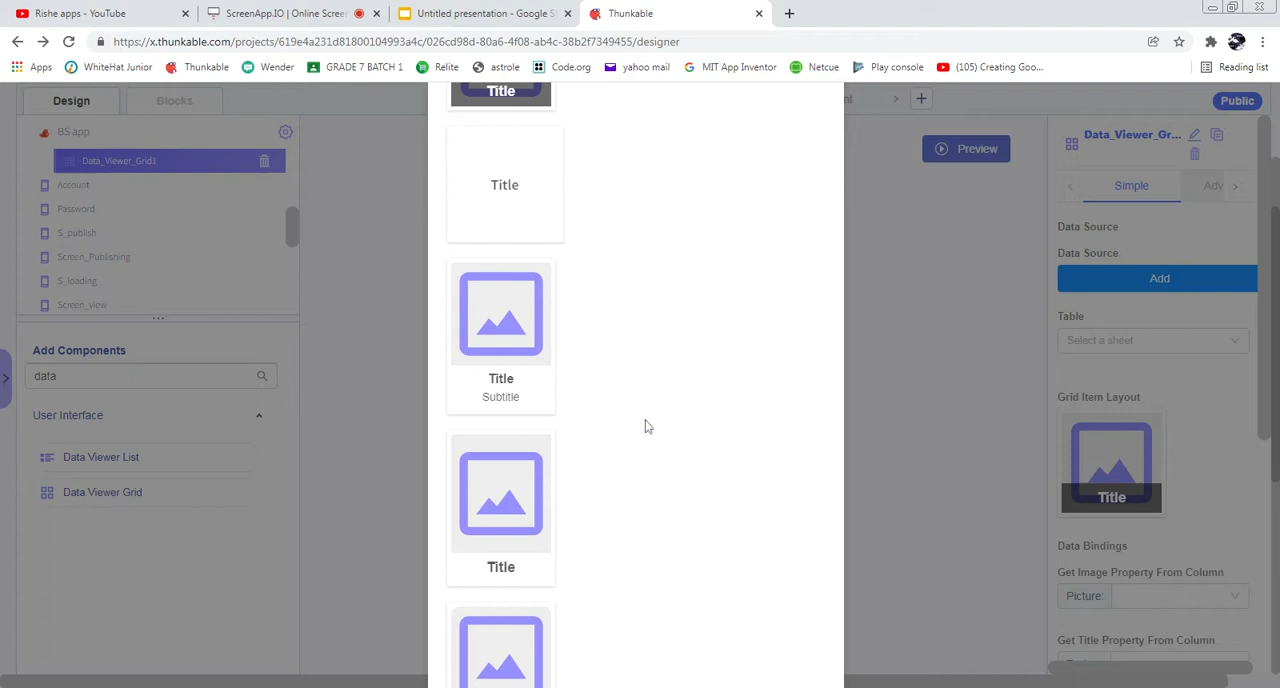 Rishe apps - YouTube
ScreenApp.IO | Online Screen
Untitled presentation - Google S
Thunkable
https://x.thunkable.com/projects/619e4a231d81800104993a4c/026cd98d-80a6-4f08-ab4c-38b2f7349455/designer
Apps
WhiteHat Junior
Thunkable
Wender
GRADE 7 BATCH 1
Relite
astrole
Code.org
yahoo mail
MIT App Inventor
Netcue
Play console
(105) Creating Goo...
Reading list
Design
Blocks
BS app
Data_Viewer_Grid1
Account
Password
S_publish
Screen_Publishing
S_loading
Screen_view
Add Components
data
User Interface
Data Viewer List
Data Viewer Grid
Title
Title
Title
Subtitle
Title
nt
Public
Preview
Data_Viewer_Gr...
Simple
Adv
Data Source
Data Source
Add
Table
Select a sheet
Grid Item Layout
Title
Data Bindings
Get Image Property From Column
Picture:
Get Title Property From Column